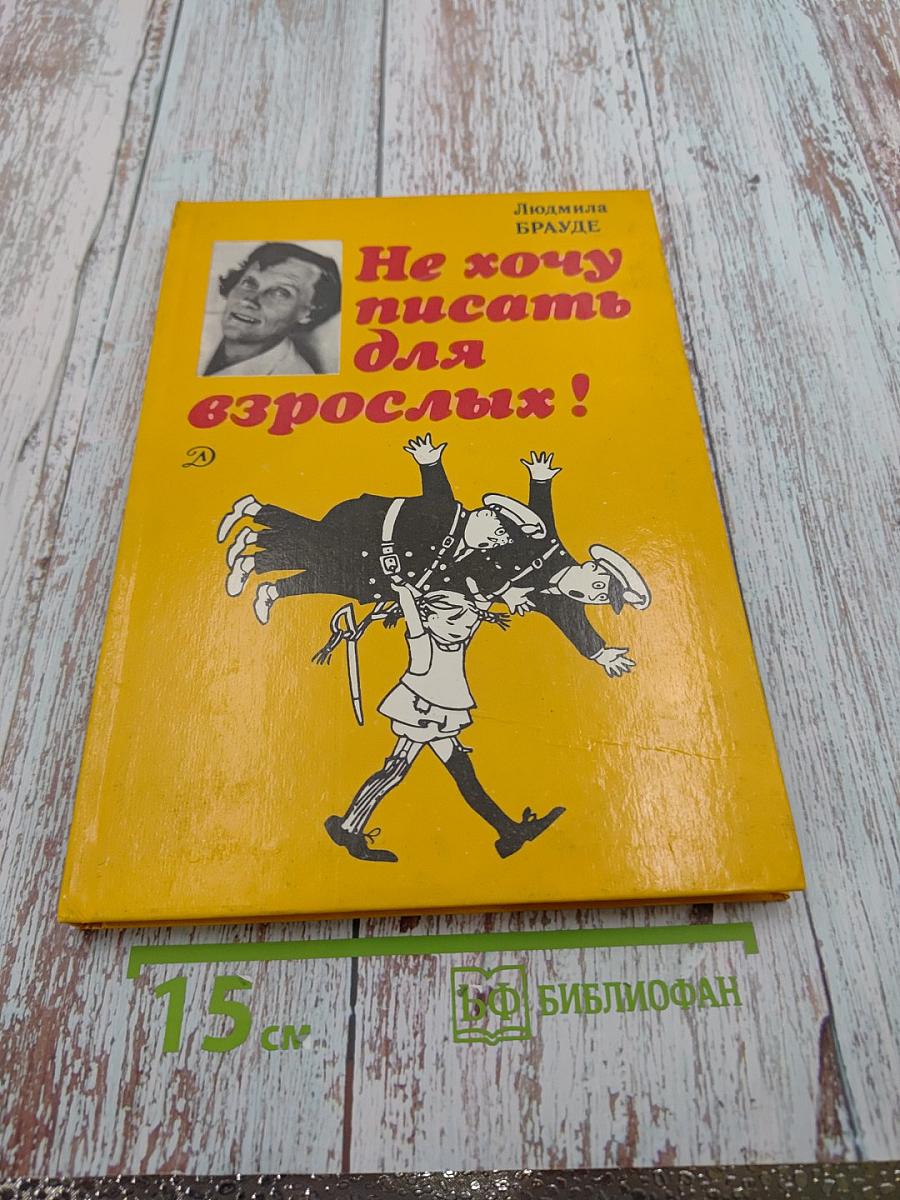 Людмила
БРАУДЕ
Не хочу
писать
для
взрослых!
Д
15 см
БФ БИБЛИОФАН